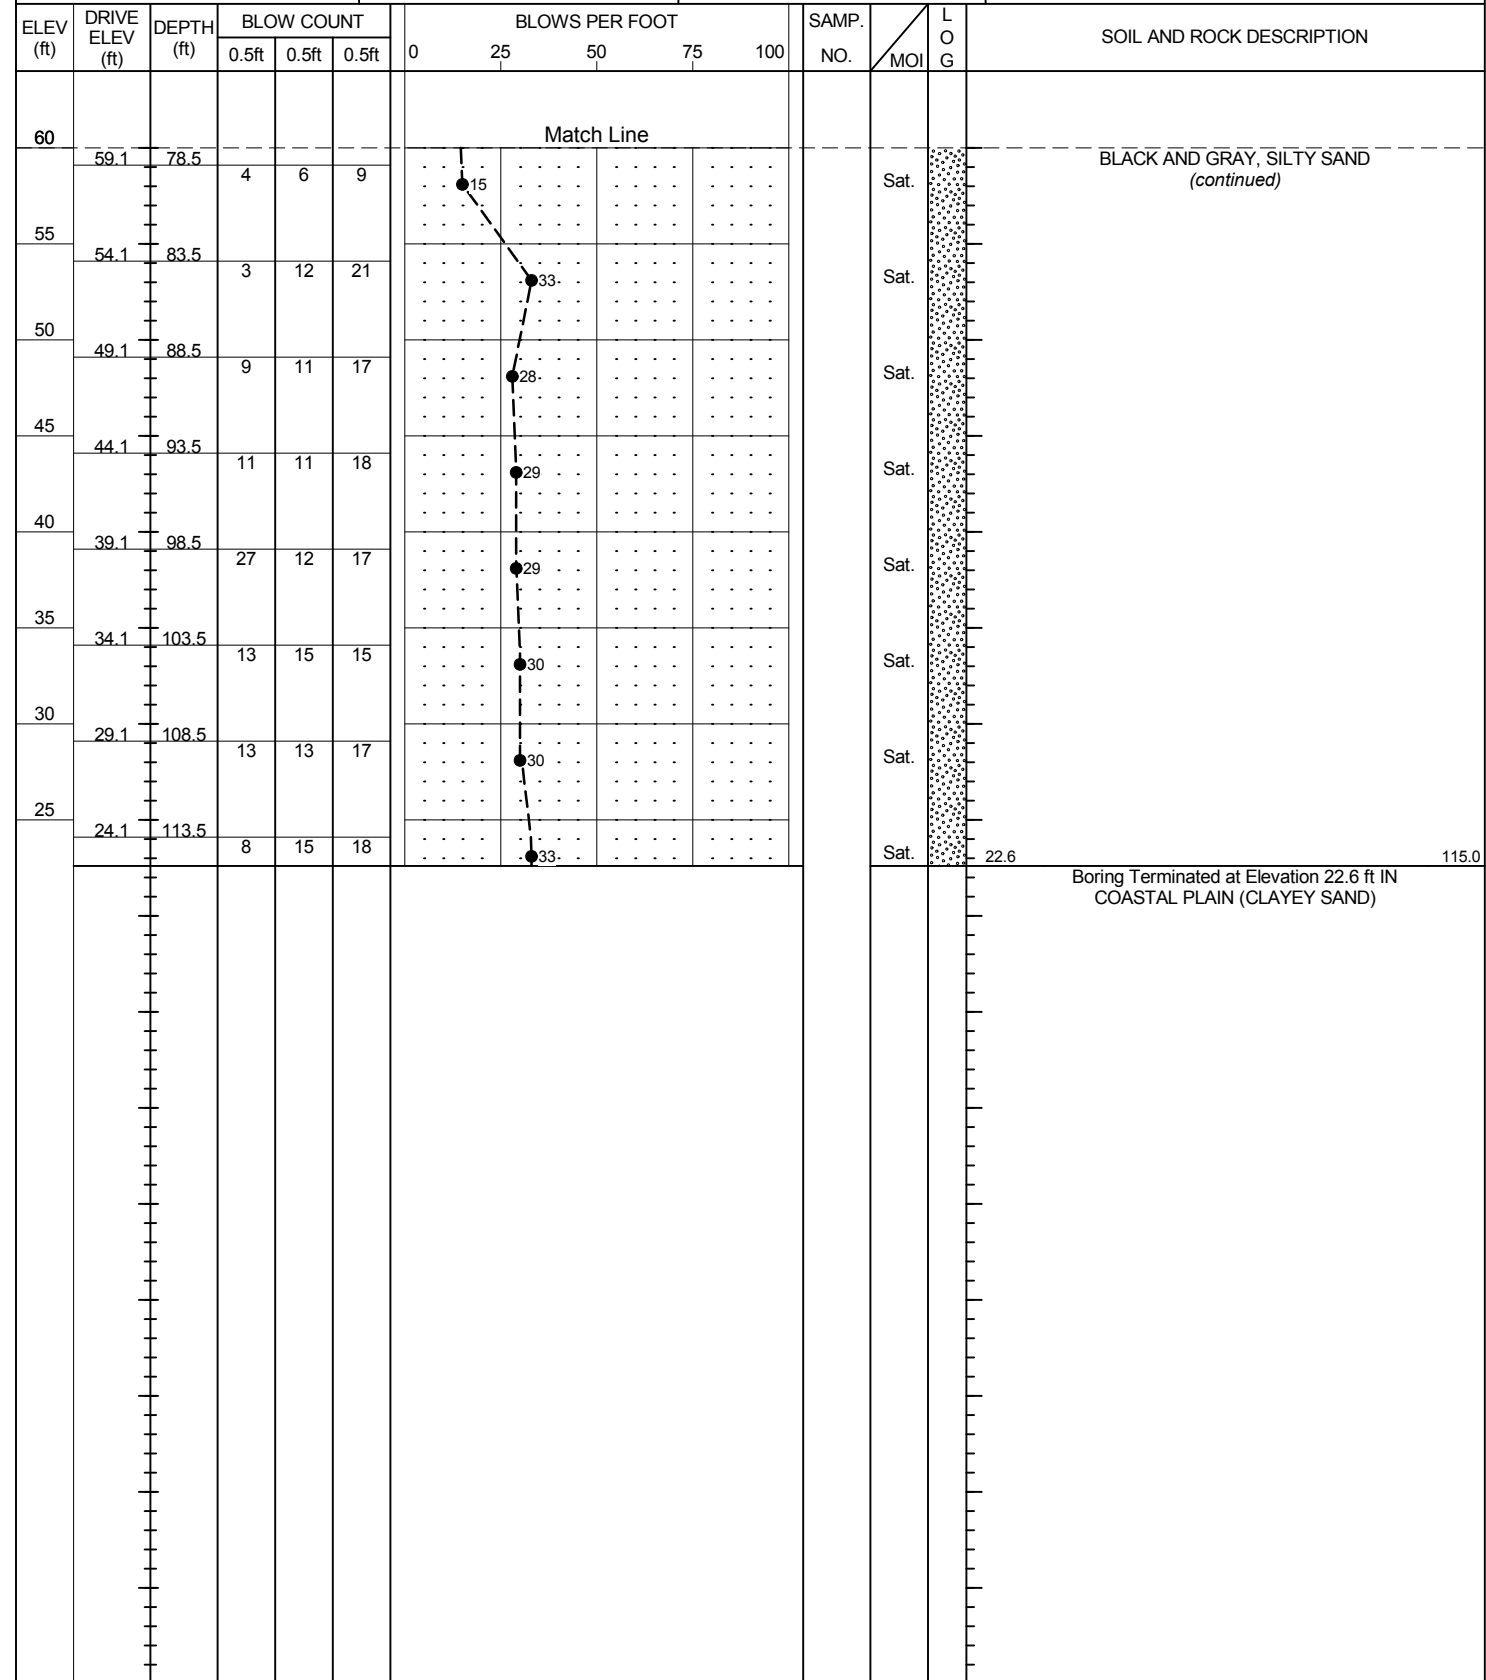 ELEV (ft) DRIVE ELEV (ft) DEPTH (ft) BLOW COUNT BLOWS PER FOOT SAMP. NO. MOI LOG SOIL AND ROCK DESCRIPTION
0.5ft 0.5ft 0.5ft 0 25 50 75 100
60 Match Line
59.1 78.5 BLACK AND GRAY, SILTY SAND
4 6 9 15 Sat. (continued)
55
54.1 83.5
3 12 21 33 Sat.
50
49.1 88.5
9 11 17 28 Sat.
45
44.1 93.5
11 11 18 29 Sat.
40
39.1 98.5
27 12 17 29 Sat.
35
34.1 103.5
13 15 15 30 Sat.
30
29.1 108.5
13 13 17 30 Sat.
25
24.1 113.5
8 15 18 33 Sat. 22.6 115.0
Boring Terminated at Elevation 22.6 ft IN
COASTAL PLAIN (CLAYEY SAND)